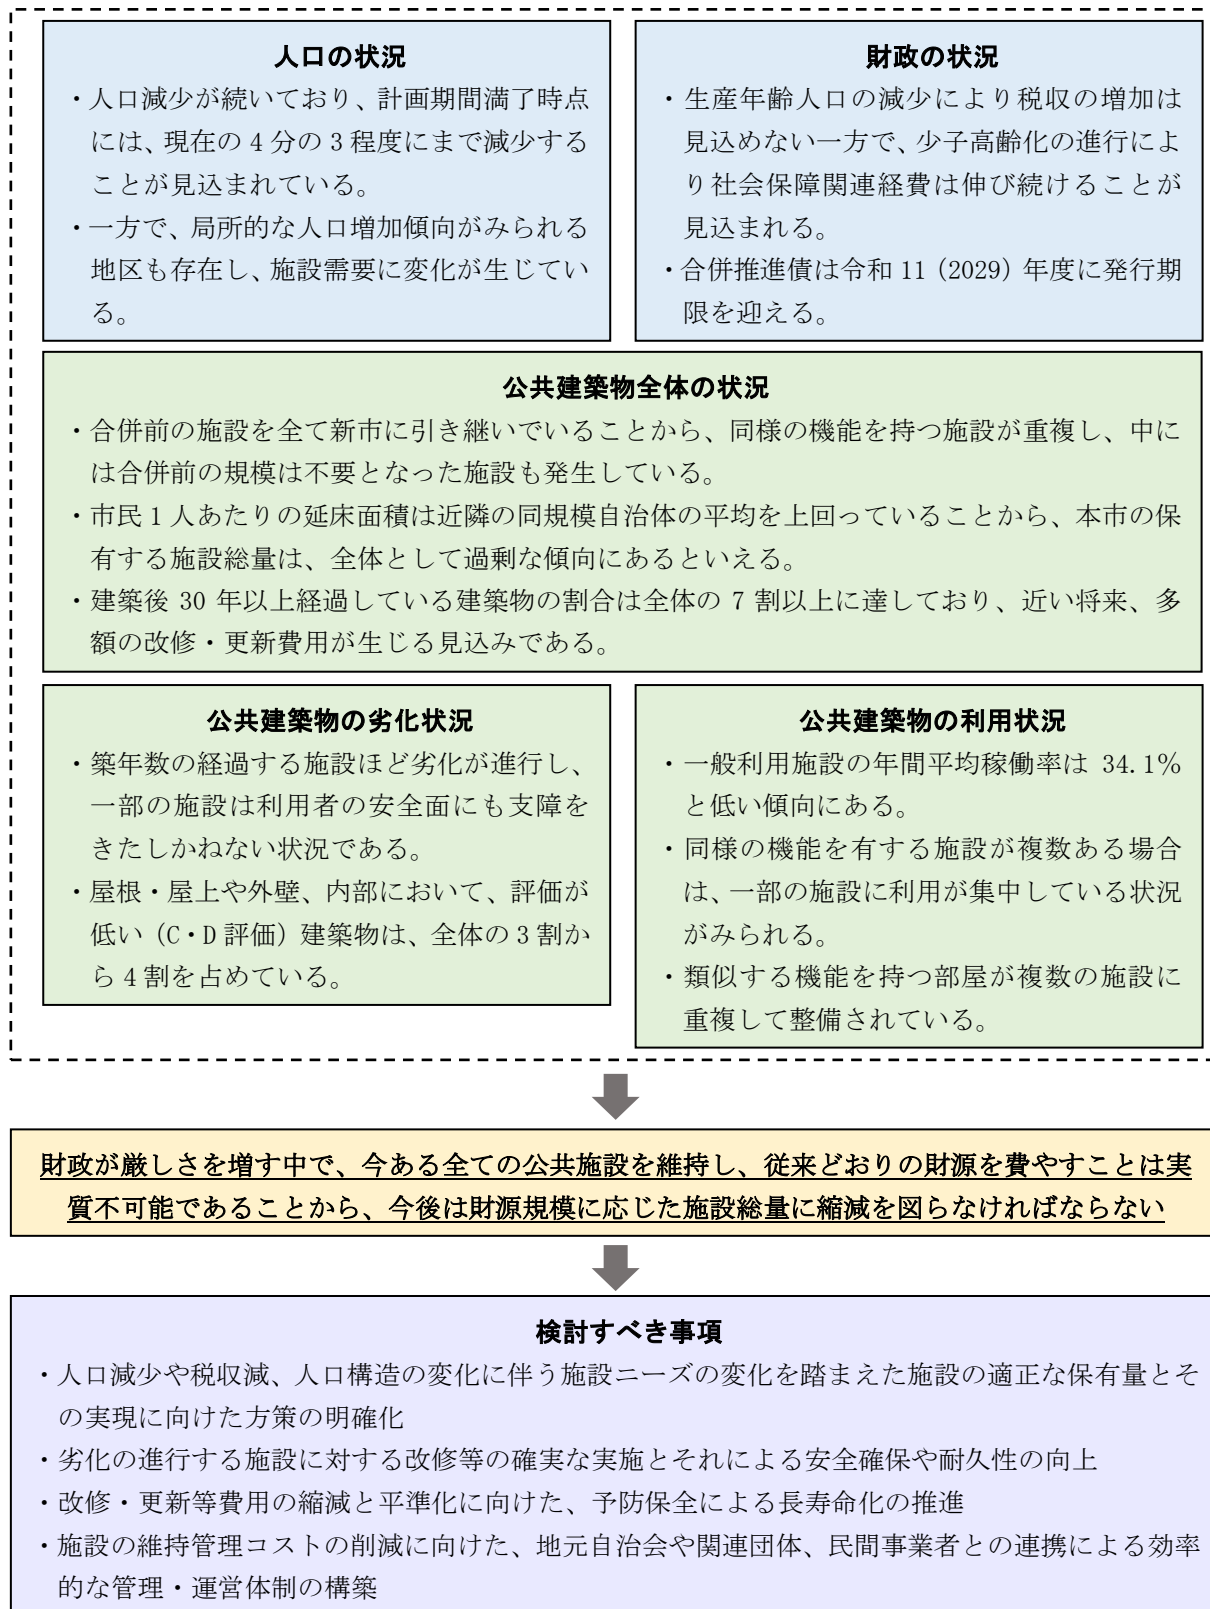 人口の状況
・人口減少が続いており、計画期間満了時点
には、現在の 4 分の 3 程度にまで減少する
ことが見込まれている。
・一方で、局所的な人口増加傾向がみられる
地区も存在し、施設需要に変化が生じてい
る。
財政の状況
・生産年齢人口の減少により税収の増加は
見込めない一方で、少子高齢化の進行によ
り社会保障関連経費は伸び続けることが
見込まれる。
・合併推進債は令和 11（2029）年度に発行期
限を迎える。
公共建築物全体の状況
・合併前の施設を全て新市に引き継いでいることから、同様の機能を持つ施設が重複し、中に
は合併前の規模は不要となった施設も発生している。
・市民 1 人あたりの延床面積は近隣の同規模自治体の平均を上回っていることから、本市の保
有する施設総量は、全体として過剰な傾向にあるといえる。
・建築後 30 年以上経過している建築物の割合は全体の 7 割以上に達しており、近い将来、多
額の改修・更新費用が生じる見込みである。
公共建築物の劣化状況
・築年数の経過する施設ほど劣化が進行し、
一部の施設は利用者の安全面にも支障を
きたしかねない状況である。
・屋根・屋上や外壁、内部において、評価が
低い（C・D 評価）建築物は、全体の 3 割か
ら 4 割を占めている。
公共建築物の利用状況
・一般利用施設の年間平均稼働率は 34.1％
と低い傾向にある。
・同様の機能を有する施設が複数ある場合
は、一部の施設に利用が集中している状況
がみられる。
・類似する機能を持つ部屋が複数の施設に
重複して整備されている。
財政が厳しさを増す中で、今ある全ての公共施設を維持し、従来どおりの財源を費やすことは実
質不可能であることから、今後は財源規模に応じた施設総量に縮減を図らなければならない
検討すべき事項
・人口減少や税収減、人口構造の変化に伴う施設ニーズの変化を踏まえた施設の適正な保有量とそ
の実現に向けた方策の明確化
・劣化の進行する施設に対する改修等の確実な実施とそれによる安全確保や耐久性の向上
・改修・更新等費用の縮減と平準化に向けた、予防保全による長寿命化の推進
・施設の維持管理コストの削減に向けた、地元自治会や関連団体、民間事業者との連携による効率
的な管理・運営体制の構築